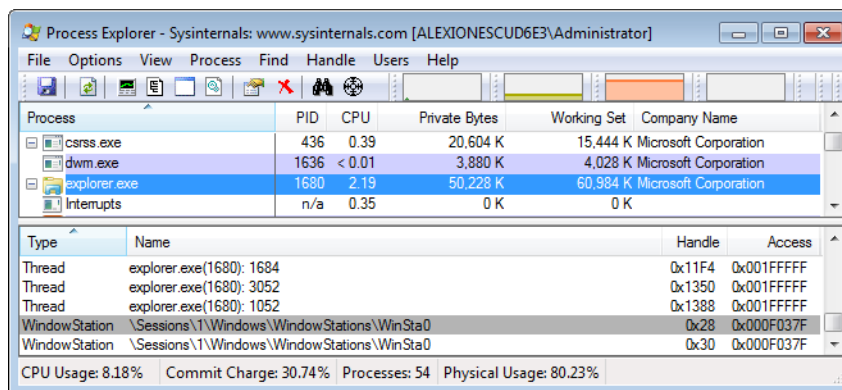 Process Explorer - Sysinternals: www.sysinternals.com [ALEXIONESCUD6E3\Administrator]
File Options View Process Find Handle Users Help
Process PID CPU Private Bytes Working Set Company Name
csrss.exe 436 0.39 20,604 K 15,444 K Microsoft Corporation
dwm.exe 1636 < 0.01 3,880 K 4,028 K Microsoft Corporation
explorer.exe 1680 2.19 50,228 K 60,984 K Microsoft Corporation
Interrupts n/a 0.35 0 K 0 K
Type Name Handle Access
Thread explorer.exe(1680): 1684 0x11F4 0x001FFFFF
Thread explorer.exe(1680): 3052 0x1350 0x001FFFFF
Thread explorer.exe(1680): 1052 0x1388 0x001FFFFF
WindowStation \Sessions\1\Windows\WindowStations\WinSta0 0x28 0x000F037F
WindowStation \Sessions\1\Windows\WindowStations\WinSta0 0x30 0x000F037F
CPU Usage: 8.18% Commit Charge: 30.74% Processes: 54 Physical Usage: 80.23%